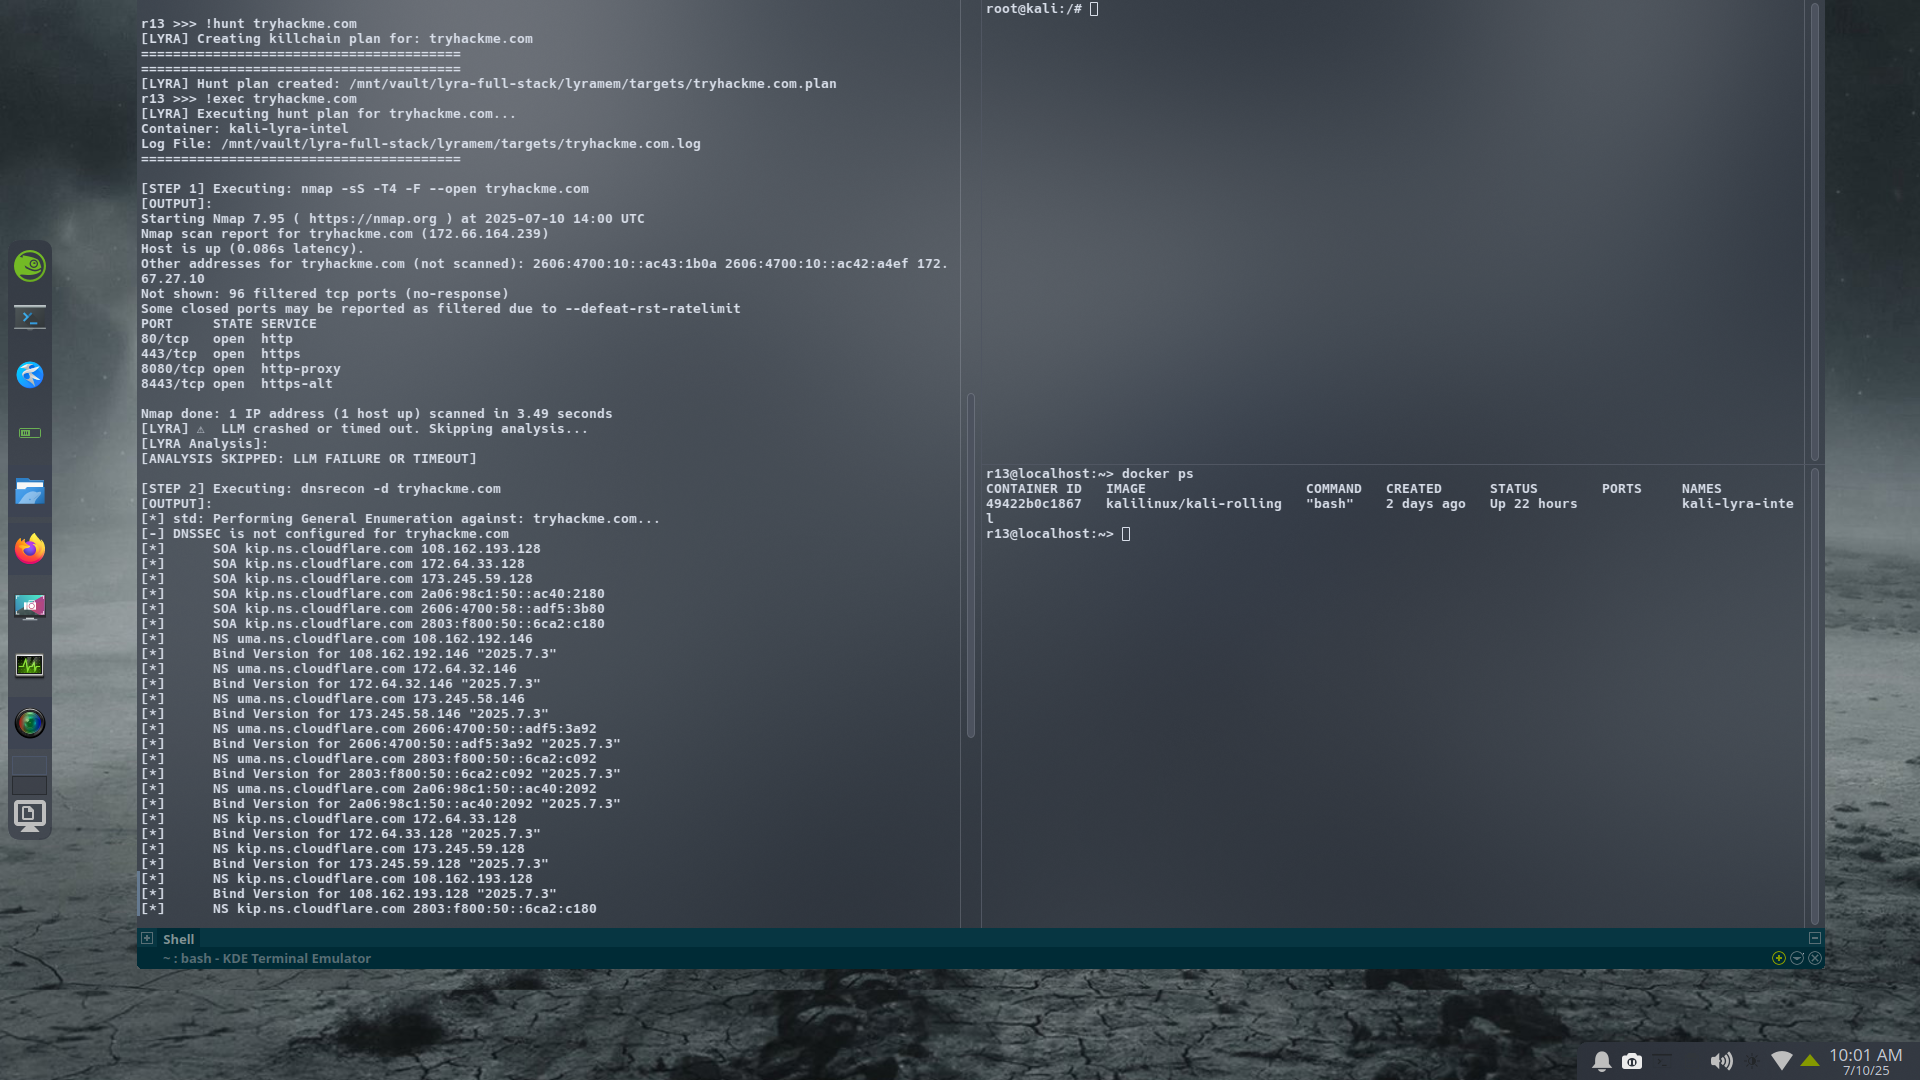 r13 >>> !hunt tryhackme.com
[LYRA] Creating killchain plan for: tryhackme.com
========================================
========================================
[LYRA] Hunt plan created: /mnt/vault/lyra-full-stack/lyramem/targets/tryhackme.com.plan
r13 >>> !exec tryhackme.com
[LYRA] Executing hunt plan for tryhackme.com...
Container: kali-lyra-intel
Log File: /mnt/vault/lyra-full-stack/lyramem/targets/tryhackme.com.log
========================================
[STEP 1] Executing: nmap -sS -T4 -F --open tryhackme.com
[OUTPUT]:
Starting Nmap 7.95 ( https://nmap.org ) at 2025-07-10 14:00 UTC
Nmap scan report for tryhackme.com (172.66.164.239)
Host is up (0.086s latency).
Other addresses for tryhackme.com (not scanned): 2606:4700:10::ac43:1b0a 2606:4700:10::ac42:a4ef 172.
67.27.10
Not shown: 96 filtered tcp ports (no-response)
Some closed ports may be reported as filtered due to --defeat-rst-ratelimit
PORT     STATE SERVICE
80/tcp   open  http
443/tcp  open  https
8080/tcp open  http-proxy
8443/tcp open  https-alt
Nmap done: 1 IP address (1 host up) scanned in 3.49 seconds
[LYRA] ⚠  LLM crashed or timed out. Skipping analysis...
[LYRA Analysis]:
[ANALYSIS SKIPPED: LLM FAILURE OR TIMEOUT]
[STEP 2] Executing: dnsrecon -d tryhackme.com
[OUTPUT]:
[*] std: Performing General Enumeration against: tryhackme.com...
[-] DNSSEC is not configured for tryhackme.com
[*]      SOA kip.ns.cloudflare.com 108.162.193.128
[*]      SOA kip.ns.cloudflare.com 172.64.33.128
[*]      SOA kip.ns.cloudflare.com 173.245.59.128
[*]      SOA kip.ns.cloudflare.com 2a06:98c1:50::ac40:2180
[*]      SOA kip.ns.cloudflare.com 2606:4700:58::adf5:3b80
[*]      SOA kip.ns.cloudflare.com 2803:f800:50::6ca2:c180
[*]      NS uma.ns.cloudflare.com 108.162.192.146
[*]      Bind Version for 108.162.192.146 "2025.7.3"
[*]      NS uma.ns.cloudflare.com 172.64.32.146
[*]      Bind Version for 172.64.32.146 "2025.7.3"
[*]      NS uma.ns.cloudflare.com 173.245.58.146
[*]      Bind Version for 173.245.58.146 "2025.7.3"
[*]      NS uma.ns.cloudflare.com 2606:4700:50::adf5:3a92
[*]      Bind Version for 2606:4700:50::adf5:3a92 "2025.7.3"
[*]      NS uma.ns.cloudflare.com 2803:f800:50::6ca2:c092
[*]      Bind Version for 2803:f800:50::6ca2:c092 "2025.7.3"
[*]      NS uma.ns.cloudflare.com 2a06:98c1:50::ac40:2092
[*]      Bind Version for 2a06:98c1:50::ac40:2092 "2025.7.3"
[*]      NS kip.ns.cloudflare.com 172.64.33.128
[*]      Bind Version for 172.64.33.128 "2025.7.3"
[*]      NS kip.ns.cloudflare.com 173.245.59.128
[*]      Bind Version for 173.245.59.128 "2025.7.3"
[*]      NS kip.ns.cloudflare.com 108.162.193.128
[*]      Bind Version for 108.162.193.128 "2025.7.3"
[*]      NS kip.ns.cloudflare.com 2803:f800:50::6ca2:c180
root@kali:/#
r13@localhost:~> docker ps
CONTAINER ID   IMAGE                    COMMAND   CREATED      STATUS        PORTS     NAMES
49422b0c1867   kalilinux/kali-rolling   "bash"    2 days ago   Up 22 hours             kali-lyra-inte
l
r13@localhost:~>
Shell
~ : bash - KDE Terminal Emulator
10:01 AM
7/10/25